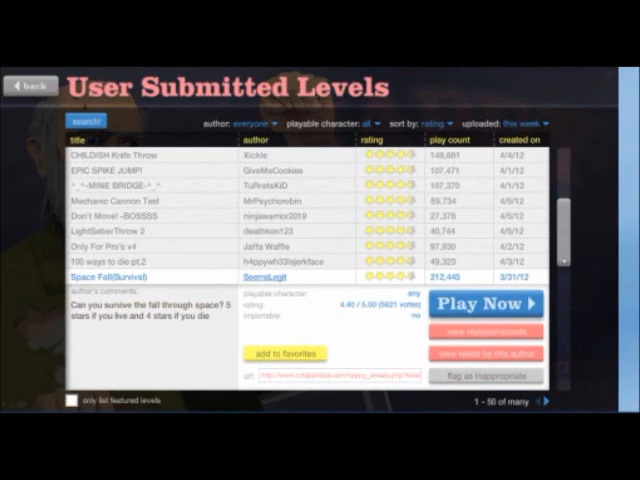 back
User Submitted Levels
search!
author: everyone playable character: all sort by: rating uploaded: this week
title author rating play count created on
CHILDISH Knife Throw Xickle 148,681 4/4/12
EPIC SPIKE JUMP! GiveMeCookies 107,471 4/1/12
^_^~MINE BRIDGE~^_^ TuRretsKiD 107,370 4/1/12
Mechanic Cannon Test MrPsychorobin 59,734 4/5/12
Don't Move! -BOSSSS ninjawarrior2019 27,378 4/5/12
LightSaberThrow 2 deathkon123 40,744 4/5/12
Only For Pro's v4 Jaffa Waffle 97,930 4/2/12
100 ways to die pt.2 h4ppywh33lsjerkface 49,323 4/3/12
Space Fall(Survival) SeemsLegit 212,445 3/31/12
author's comments:
Can you survive the fall through space? 5
stars if you live and 4 stars if you die
playable character: any
rating: 4.40 / 5.00 (5621 votes)
importable: no
add to favorites
url:
Play Now
view replays/records
view levels by this author
flag as inappropriate
only list featured levels
1 - 50 of many